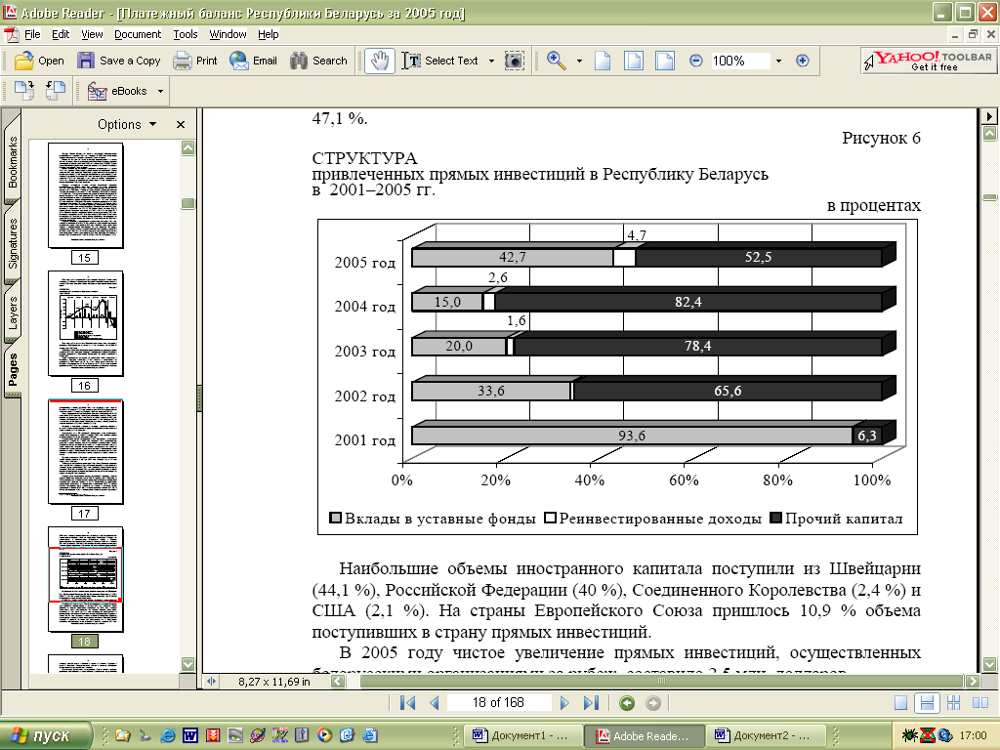 Adobe Reader - [Платежный баланс Республики Беларусь за 2005 год]
File Edit View Document Tools Window Help
Open Save a Copy Print Email Search Select Text 100% YAHOO! TOOLBAR
Get it free
eBooks
Options
Bookmarks
Signatures
Layers
Pages
15
16
17
18
47,1 %.
Рисунок 6
СТРУКТУРА
привлеченных прямых инвестиций в Республику Беларусь
в 2001–2005 гг.
в процентах
4,7
2005 год 42,7 52,5
2,6
2004 год 15,0 82,4
1,6
2003 год 20,0 78,4
2002 год 33,6 65,6
2001 год 93,6 6,3
0% 20% 40% 60% 80% 100%
Вклады в уставные фонды Реинвестированные доходы Прочий капитал
Наибольшие объемы иностранного капитала поступили из Швейцарии
(44,1 %), Российской Федерации (40 %), Соединенного Королевства (2,4 %) и
США (2,1 %). На страны Европейского Союза пришлось 10,9 % объема
поступивших в страну прямых инвестиций.
В 2005 году чистое увеличение прямых инвестиций, осуществленных
8,27 x 11,69 in
18 of 168
пуск Документ1 - ... Adobe Reade... Документ2 - ... 17:00